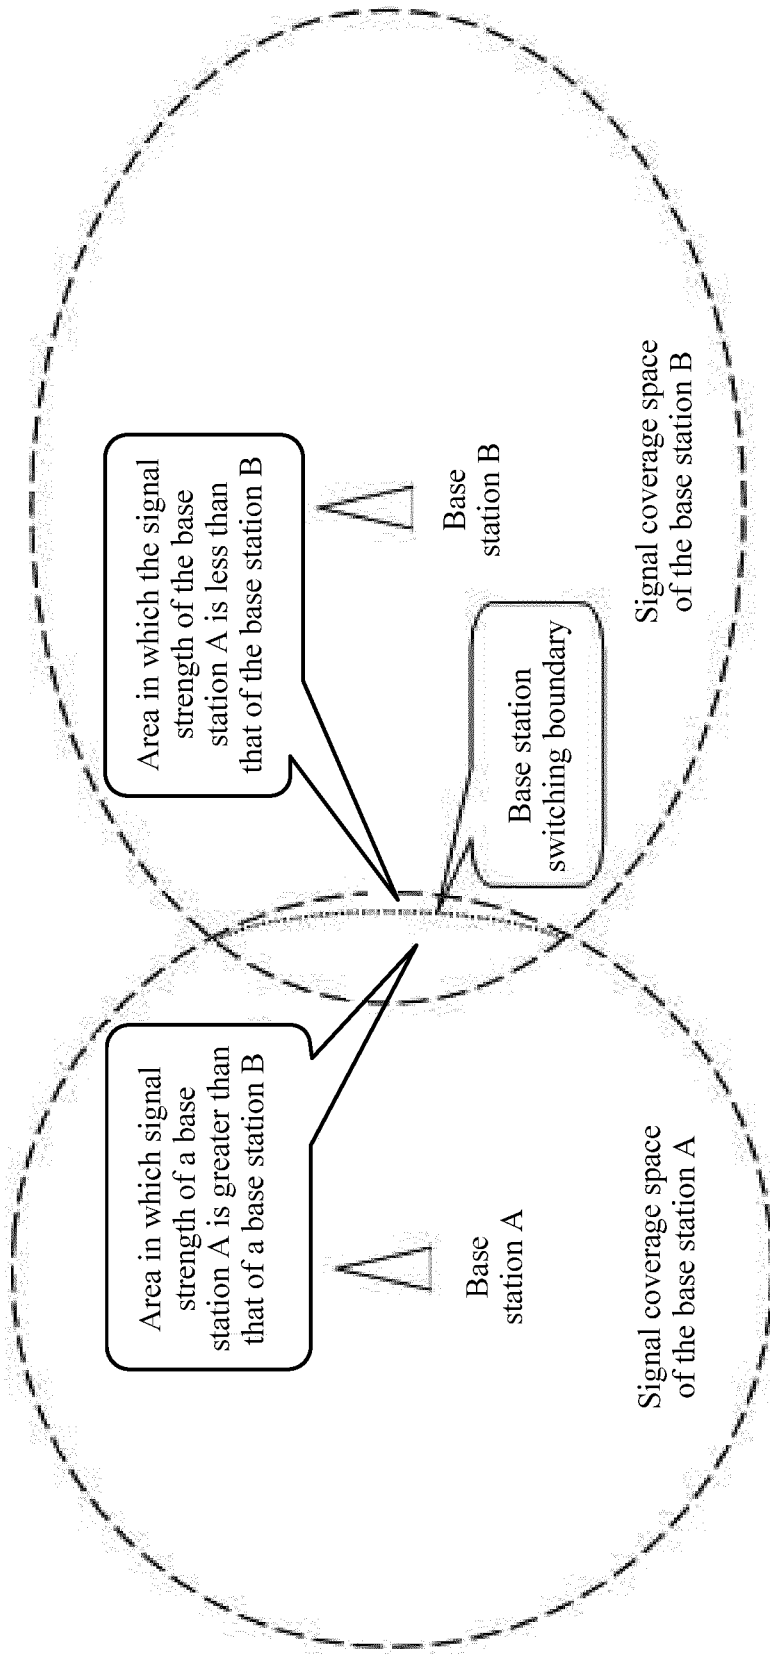 Area in which signal
strength of a base
station A is greater than
that of a base station B
Area in which the signal
strength of the base
station A is less than
that of the base station B
Base
station A
Base
station B
Base station
switching boundary
Signal coverage space
of the base station A
Signal coverage space
of the base station B